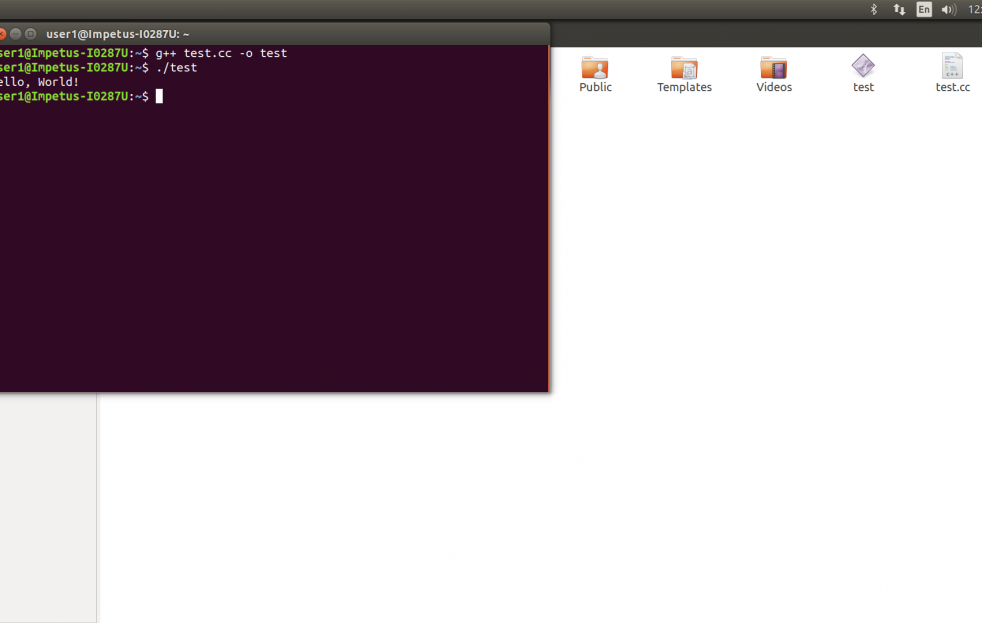 En
12:
user1@Impetus-I0287U: ~
ser1@Impetus-I0287U:~$ g++ test.cc -o test
ser1@Impetus-I0287U:~$ ./test
ello, World!
ser1@Impetus-I0287U:~$
Public
Templates
Videos
test
test.cc